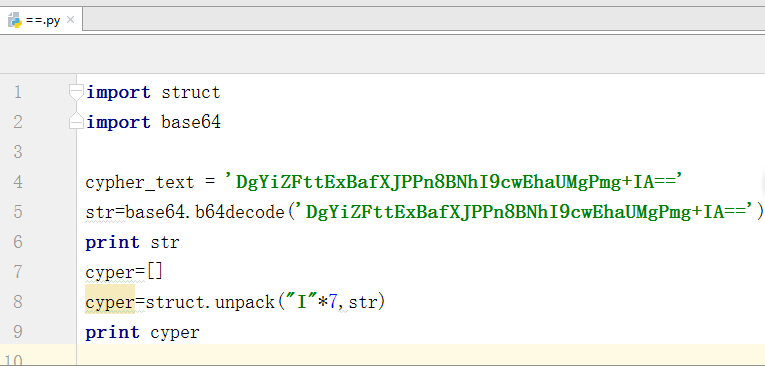 ==.py
1 import struct
2 import base64
3
4 cypher_text = 'DgYiZFttExBafXJPPn8BNhI9cwEhaUMgPmg+IA=='
5 str=base64.b64decode('DgYiZFttExBafXJPPn8BNhI9cwEhaUMgPmg+IA==')
6 print str
7 cyper=[]
8 cyper=struct.unpack("I"*7,str)
9 print cyper
10